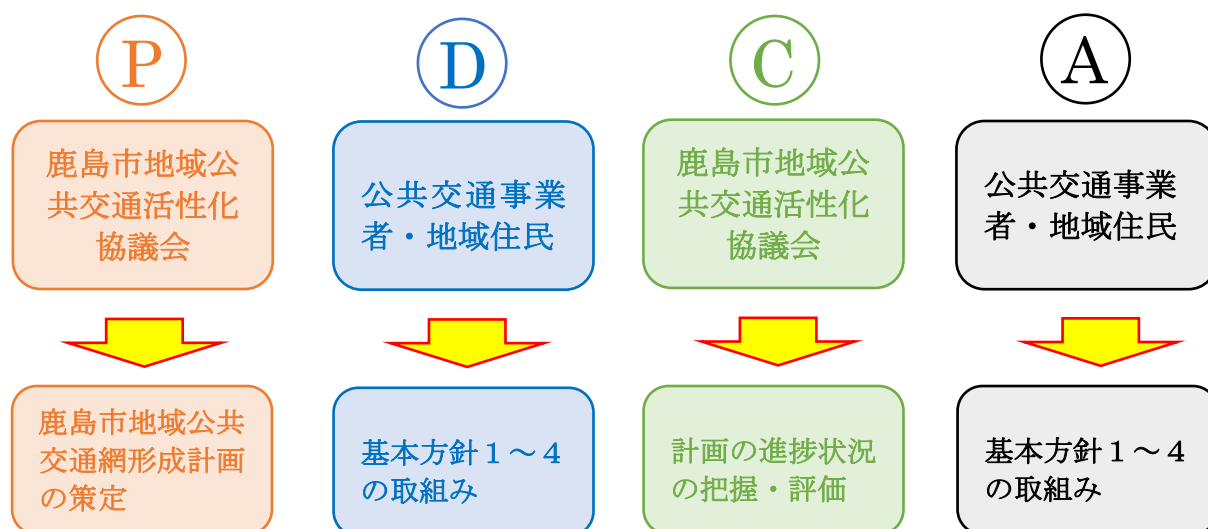 P
鹿島市地域公
共交通活性化
協議会
鹿島市地域公共
交通網形成計画
の策定
D
公共交通事業
者・地域住民
基本方針１～４
の取組み
C
鹿島市地域公
共交通活性化
協議会
計画の進捗状況
の把握・評価
A
公共交通事業
者・地域住民
基本方針１～４
の取組み